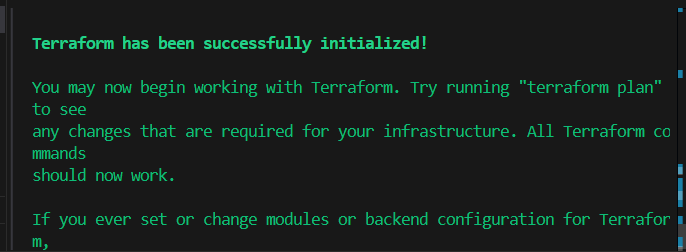 Terraform has been successfully initialized!
You may now begin working with Terraform. Try running "terraform plan"
to see
any changes that are required for your infrastructure. All Terraform co
mmands
should now work.
If you ever set or change modules or backend configuration for Terrafor
m,